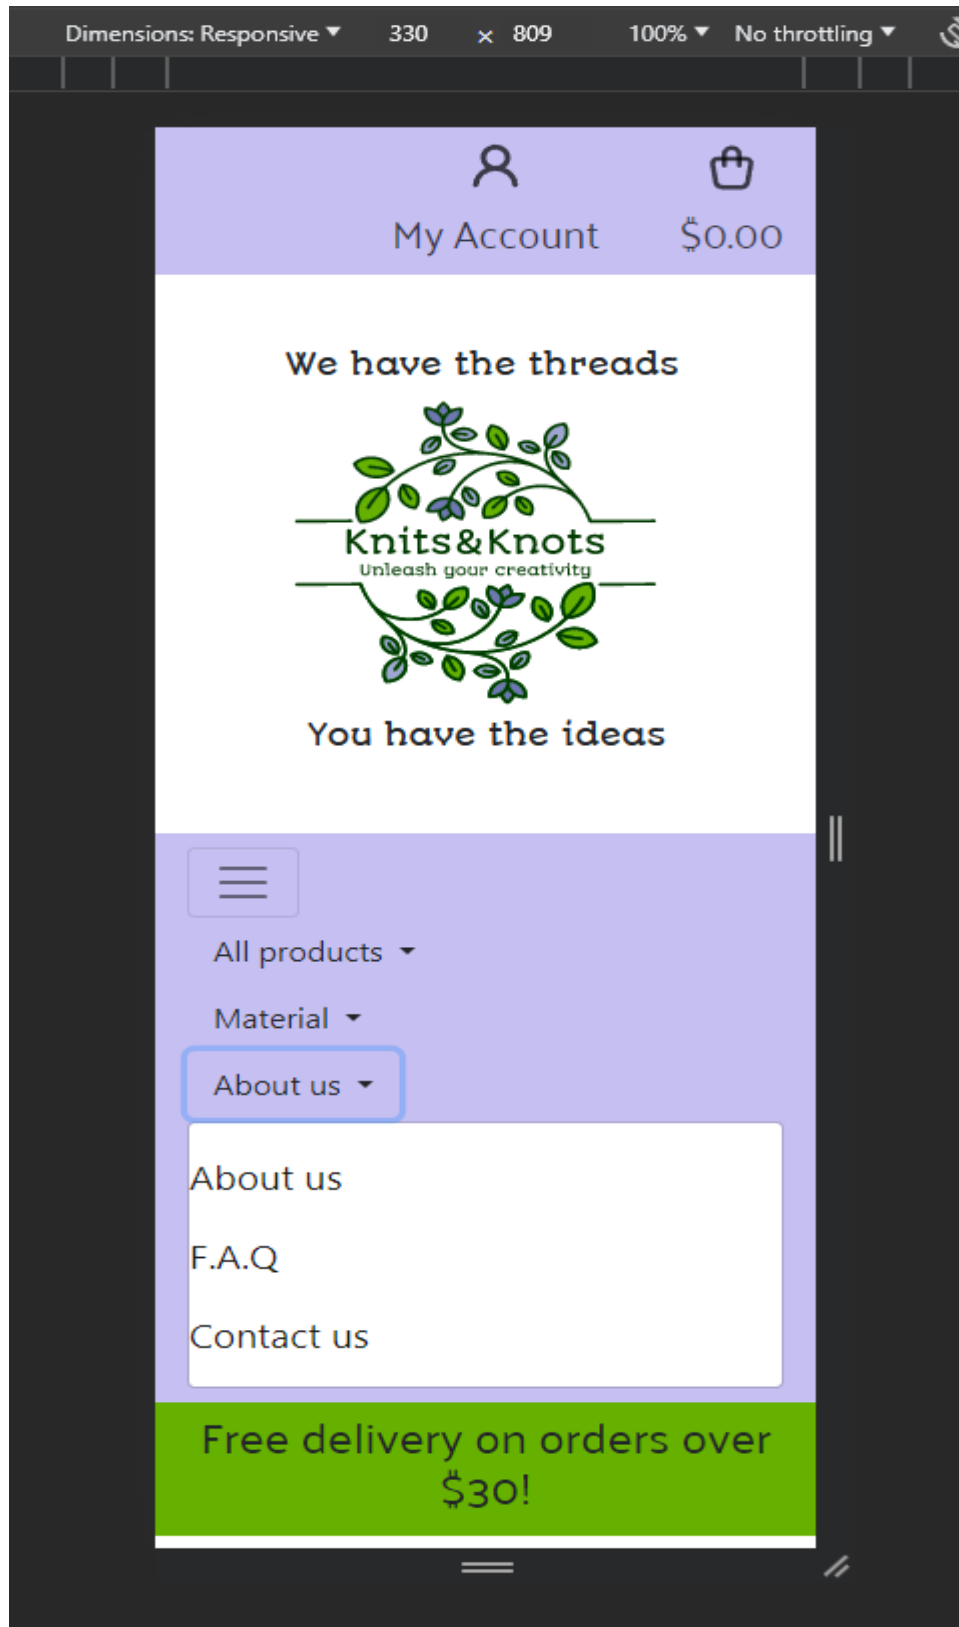 Dimensions: Responsive 330 × 809 100% No throttling
My Account $0.00
We have the threads
Knits&Knots
Unleash your creativity
You have the ideas
All products
Material
About us
About us
F.A.Q
Contact us
Free delivery on orders over
$30!